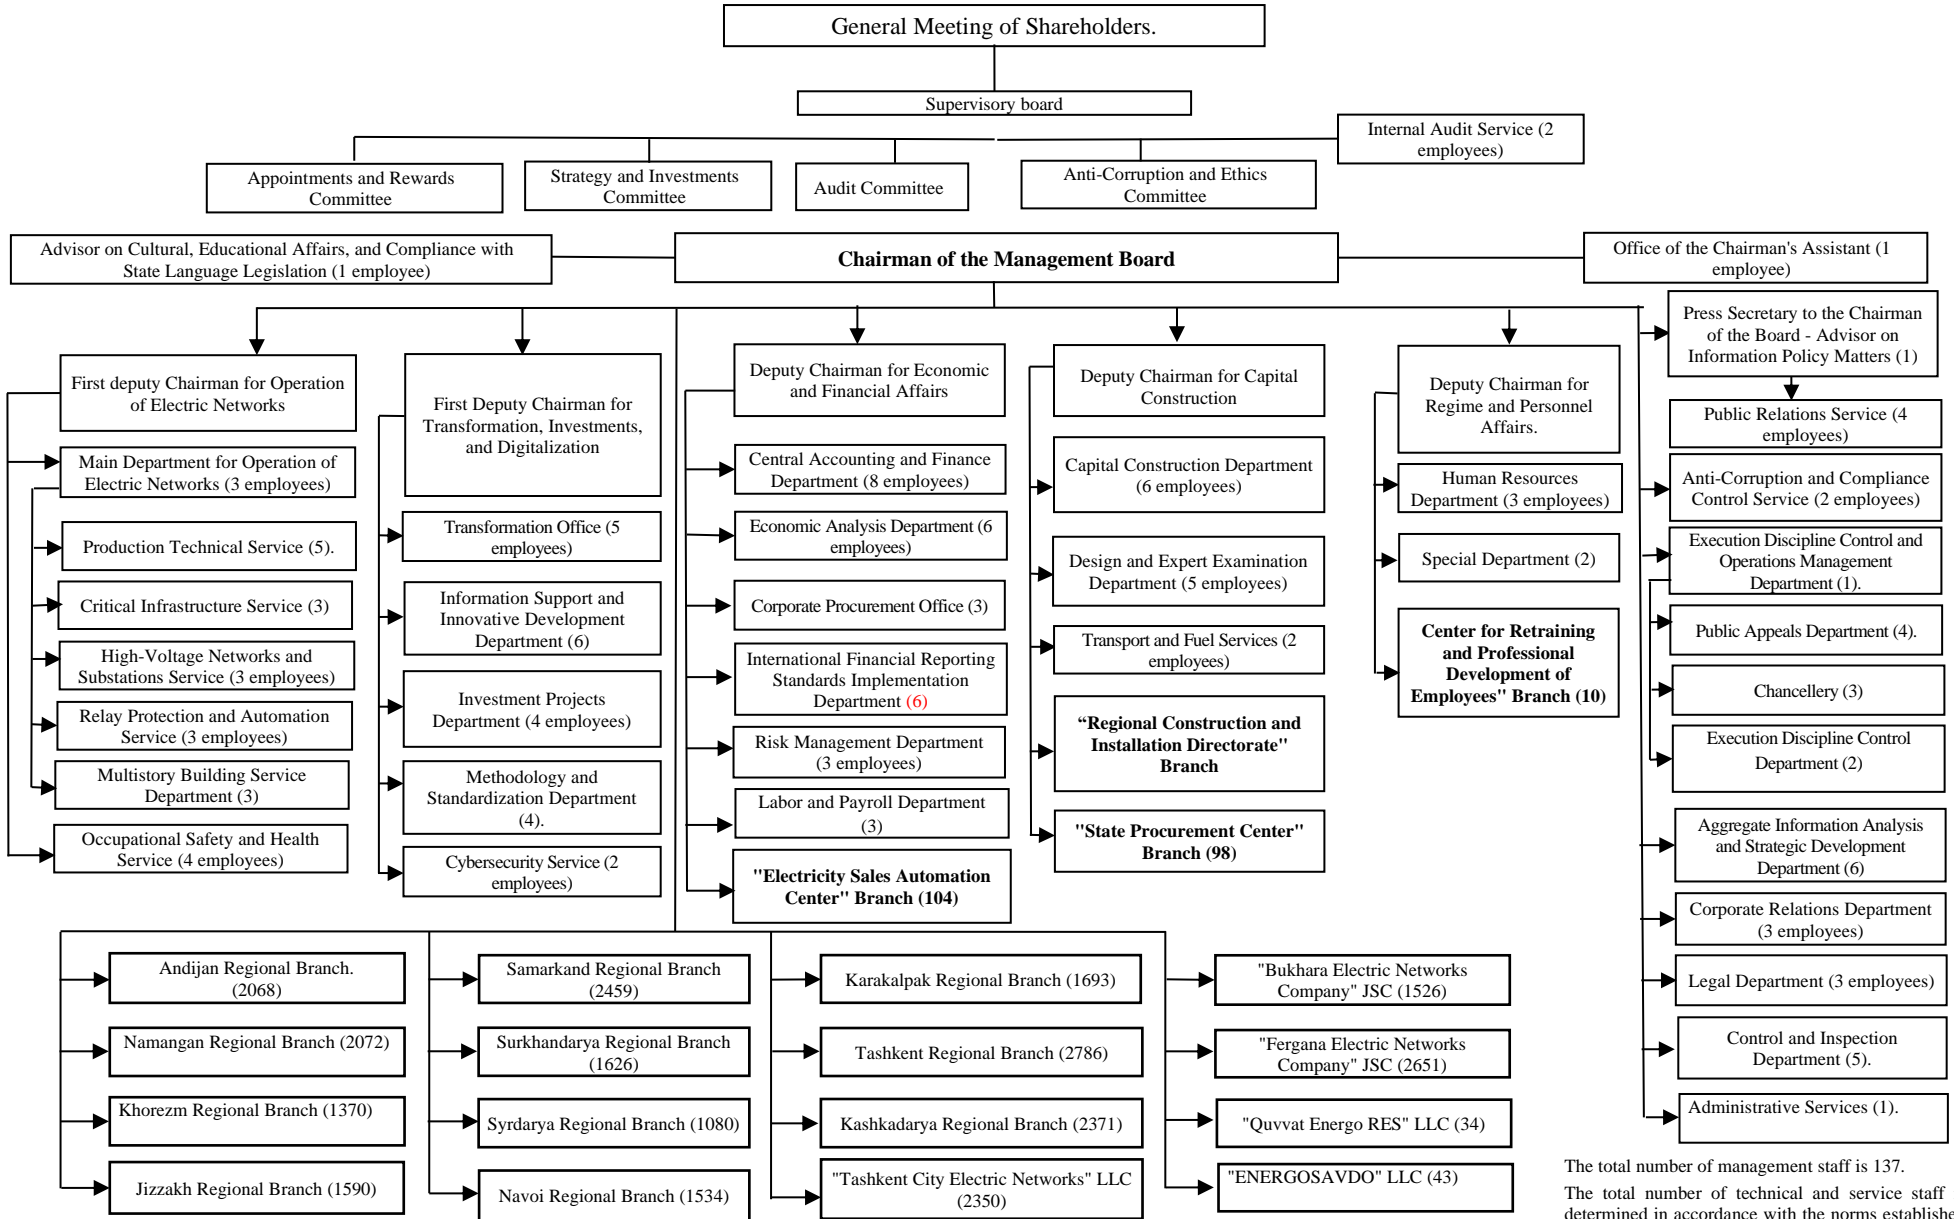 General Meeting of Shareholders.
Supervisory board
Internal Audit Service (2
employees)
Appointments and Rewards
Committee
Strategy and Investments
Committee
Audit Committee
Anti-Corruption and Ethics
Committee
Advisor on Cultural, Educational Affairs, and Compliance with
State Language Legislation (1 employee)
Chairman of the Management Board
Office of the Chairman's Assistant (1
employee)
First deputy Chairman for Operation
of Electric Networks
Main Department for Operation of
Electric Networks (3 employees)
Production Technical Service (5).
Critical Infrastructure Service (3)
High-Voltage Networks and
Substations Service (3 employees)
Relay Protection and Automation
Service (3 employees)
Multistory Building Service
Department (3)
Occupational Safety and Health
Service (4 employees)
First Deputy Chairman for
Transformation, Investments,
and Digitalization
Transformation Office (5
employees)
Information Support and
Innovative Development
Department (6)
Investment Projects
Department (4 employees)
Methodology and
Standardization Department
(4).
Cybersecurity Service (2
employees)
Deputy Chairman for Economic
and Financial Affairs
Central Accounting and Finance
Department (8 employees)
Economic Analysis Department (6
employees)
Corporate Procurement Office (3)
International Financial Reporting
Standards Implementation
Department (6)
Risk Management Department
(3 employees)
Labor and Payroll Department
(3)
"Electricity Sales Automation
Center" Branch (104)
Deputy Chairman for Capital
Construction
Capital Construction Department
(6 employees)
Design and Expert Examination
Department (5 employees)
Transport and Fuel Services (2
employees)
“Regional Construction and
Installation Directorate"
Branch
"State Procurement Center"
Branch (98)
Deputy Chairman for
Regime and Personnel
Affairs.
Human Resources
Department (3 employees)
Special Department (2)
Center for Retraining
and Professional
Development of
Employees" Branch (10)
Press Secretary to the Chairman
of the Board - Advisor on
Information Policy Matters (1)
Public Relations Service (4
employees)
Anti-Corruption and Compliance
Control Service (2 employees)
Execution Discipline Control and
Operations Management
Department (1).
Public Appeals Department (4).
Chancellery (3)
Execution Discipline Control
Department (2)
Aggregate Information Analysis
and Strategic Development
Department (6)
Corporate Relations Department
(3 employees)
Legal Department (3 employees)
Control and Inspection
Department (5).
Administrative Services (1).
Andijan Regional Branch.
(2068)
Namangan Regional Branch (2072)
Khorezm Regional Branch (1370)
Jizzakh Regional Branch (1590)
Samarkand Regional Branch
(2459)
Surkhandarya Regional Branch
(1626)
Syrdarya Regional Branch (1080)
Navoi Regional Branch (1534)
Karakalpak Regional Branch (1693)
Tashkent Regional Branch (2786)
Kashkadarya Regional Branch (2371)
"Tashkent City Electric Networks" LLC
(2350)
"Bukhara Electric Networks
Company" JSC (1526)
"Fergana Electric Networks
Company" JSC (2651)
"Quvvat Energo RES" LLC (34)
"ENERGOSAVDO" LLC (43)
The total number of management staff is 137.
The total number of technical and service staff
determined in accordance with the norms